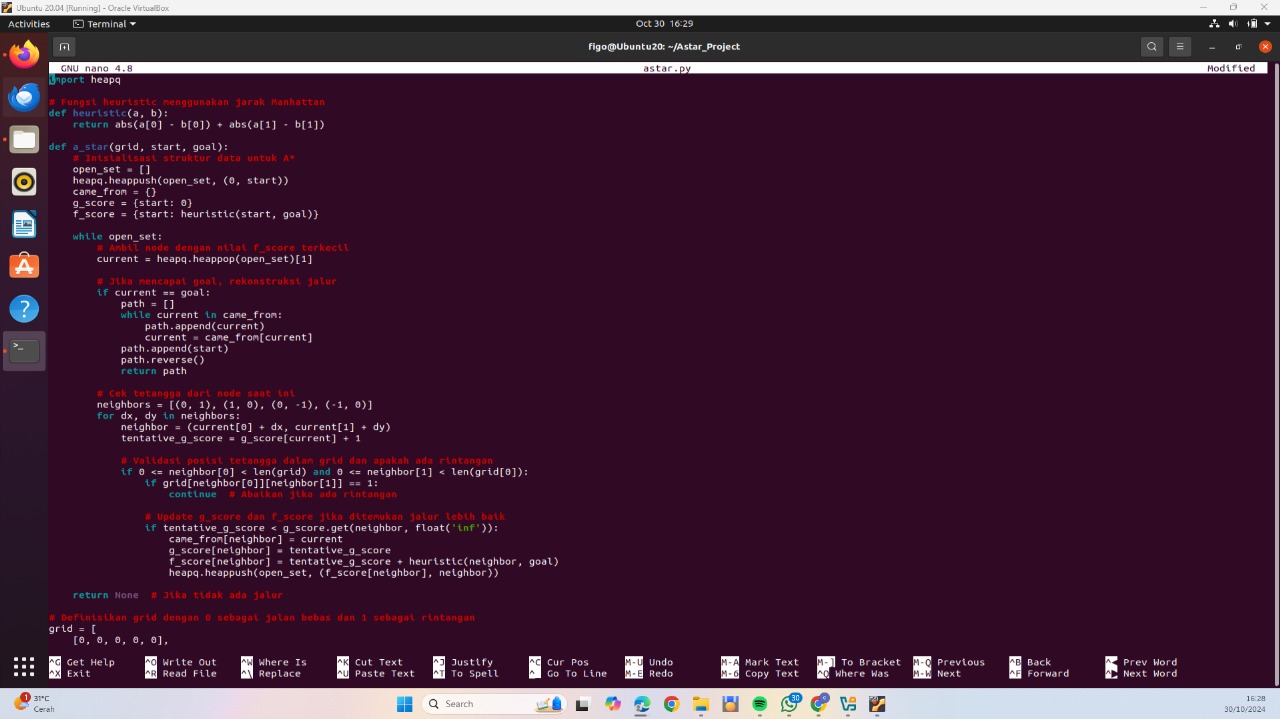 Ubuntu 20.04 [Running] - Oracle VirtualBox
Activities Terminal Oct 30 16:29
figo@Ubuntu20: ~/Astar_Project
GNU nano 4.8 astar.py Modified
import heapq
# Fungsi heuristic menggunakan jarak Manhattan
def heuristic(a, b):
    return abs(a[0] - b[0]) + abs(a[1] - b[1])
def a_star(grid, start, goal):
    # Inisialisasi struktur data untuk A*
    open_set = []
    heapq.heappush(open_set, (0, start))
    came_from = {}
    g_score = {start: 0}
    f_score = {start: heuristic(start, goal)}
    while open_set:
        # Ambil node dengan nilai f_score terkecil
        current = heapq.heappop(open_set)[1]
        # Jika mencapai goal, rekonstruksi jalur
        if current == goal:
            path = []
            while current in came_from:
                path.append(current)
                current = came_from[current]
            path.append(start)
            path.reverse()
            return path
        # Cek tetangga dari node saat ini
        neighbors = [(0, 1), (1, 0), (0, -1), (-1, 0)]
        for dx, dy in neighbors:
            neighbor = (current[0] + dx, current[1] + dy)
            tentative_g_score = g_score[current] + 1
            # Validasi posisi tetangga dalam grid dan apakah ada rintangan
            if 0 <= neighbor[0] < len(grid) and 0 <= neighbor[1] < len(grid[0]):
                if grid[neighbor[0]][neighbor[1]] == 1:
                    continue  # Abaikan jika ada rintangan
                # Update g_score dan f_score jika ditemukan jalur lebih baik
                if tentative_g_score < g_score.get(neighbor, float('inf')):
                    came_from[neighbor] = current
                    g_score[neighbor] = tentative_g_score
                    f_score[neighbor] = tentative_g_score + heuristic(neighbor, goal)
                    heapq.heappush(open_set, (f_score[neighbor], neighbor))
    return None  # Jika tidak ada jalur
# Definisikan grid dengan 0 sebagai jalan bebas dan 1 sebagai rintangan
grid = [
    [0, 0, 0, 0, 0],
^G Get Help ^O Write Out ^W Where Is ^K Cut Text ^J Justify ^C Cur Pos M-U Undo M-A Mark Text M-] To Bracket M-Q Previous ^B Back ^◀ Prev Word
^X Exit ^R Read File ^\ Replace ^U Paste Text ^T To Spell ^_ Go To Line M-E Redo M-6 Copy Text ^Q Where Was M-W Next ^F Forward ^▶ Next Word
1 31°C Search 30 16:28
Cerah 30/10/2024